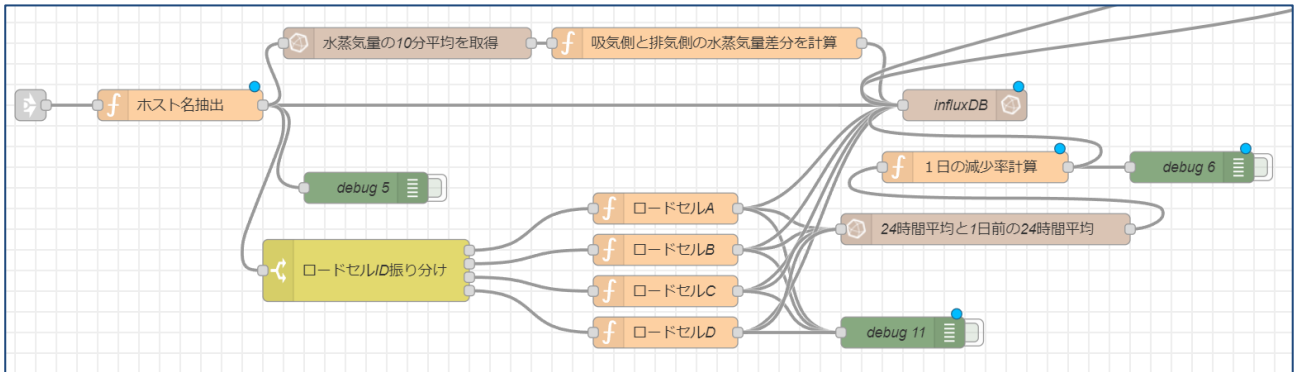 水蒸気量の10分平均を取得
吸気側と排気側の水蒸気量差分を計算
ホスト名抽出
influxDB
1日の減少率計算
debug 6
debug 5
ロードセルA
24時間平均と1日前の24時間平均
ロードセルB
ロードセルID振り分け
ロードセルC
ロードセルD
debug 11